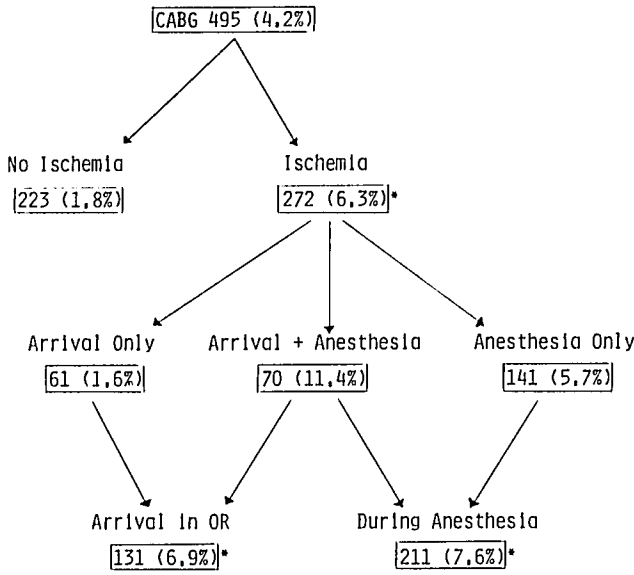 CABG 495 (4.2%)
No Ischemia Ischemia
223 (1.8%) 272 (6.3%)*
Arrival Only Arrival + Anesthesia Anesthesia Only
61 (1.6%) 70 (11.4%) 141 (5.7%)
Arrival in OR During Anesthesia
131 (6.9%)* 211 (7.6%)*